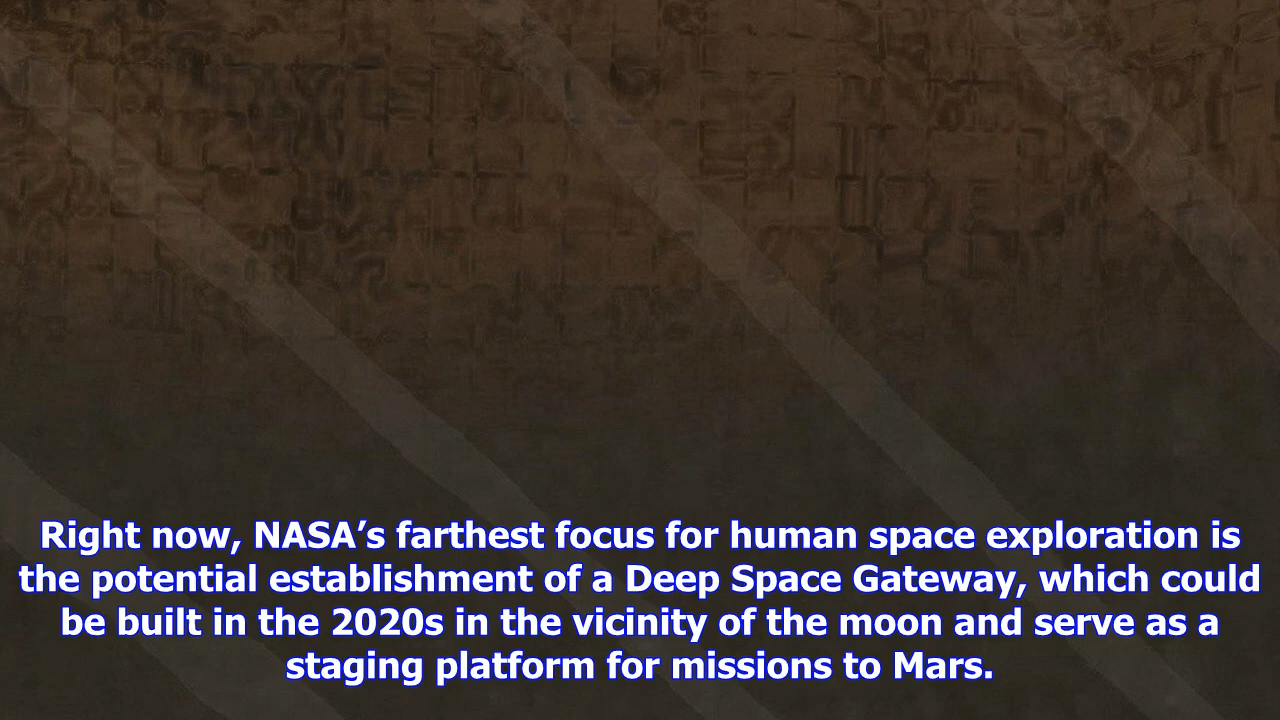 Right now, NASA’s farthest focus for human space exploration is
the potential establishment of a Deep Space Gateway, which could
be built in the 2020s in the vicinity of the moon and serve as a
staging platform for missions to Mars.